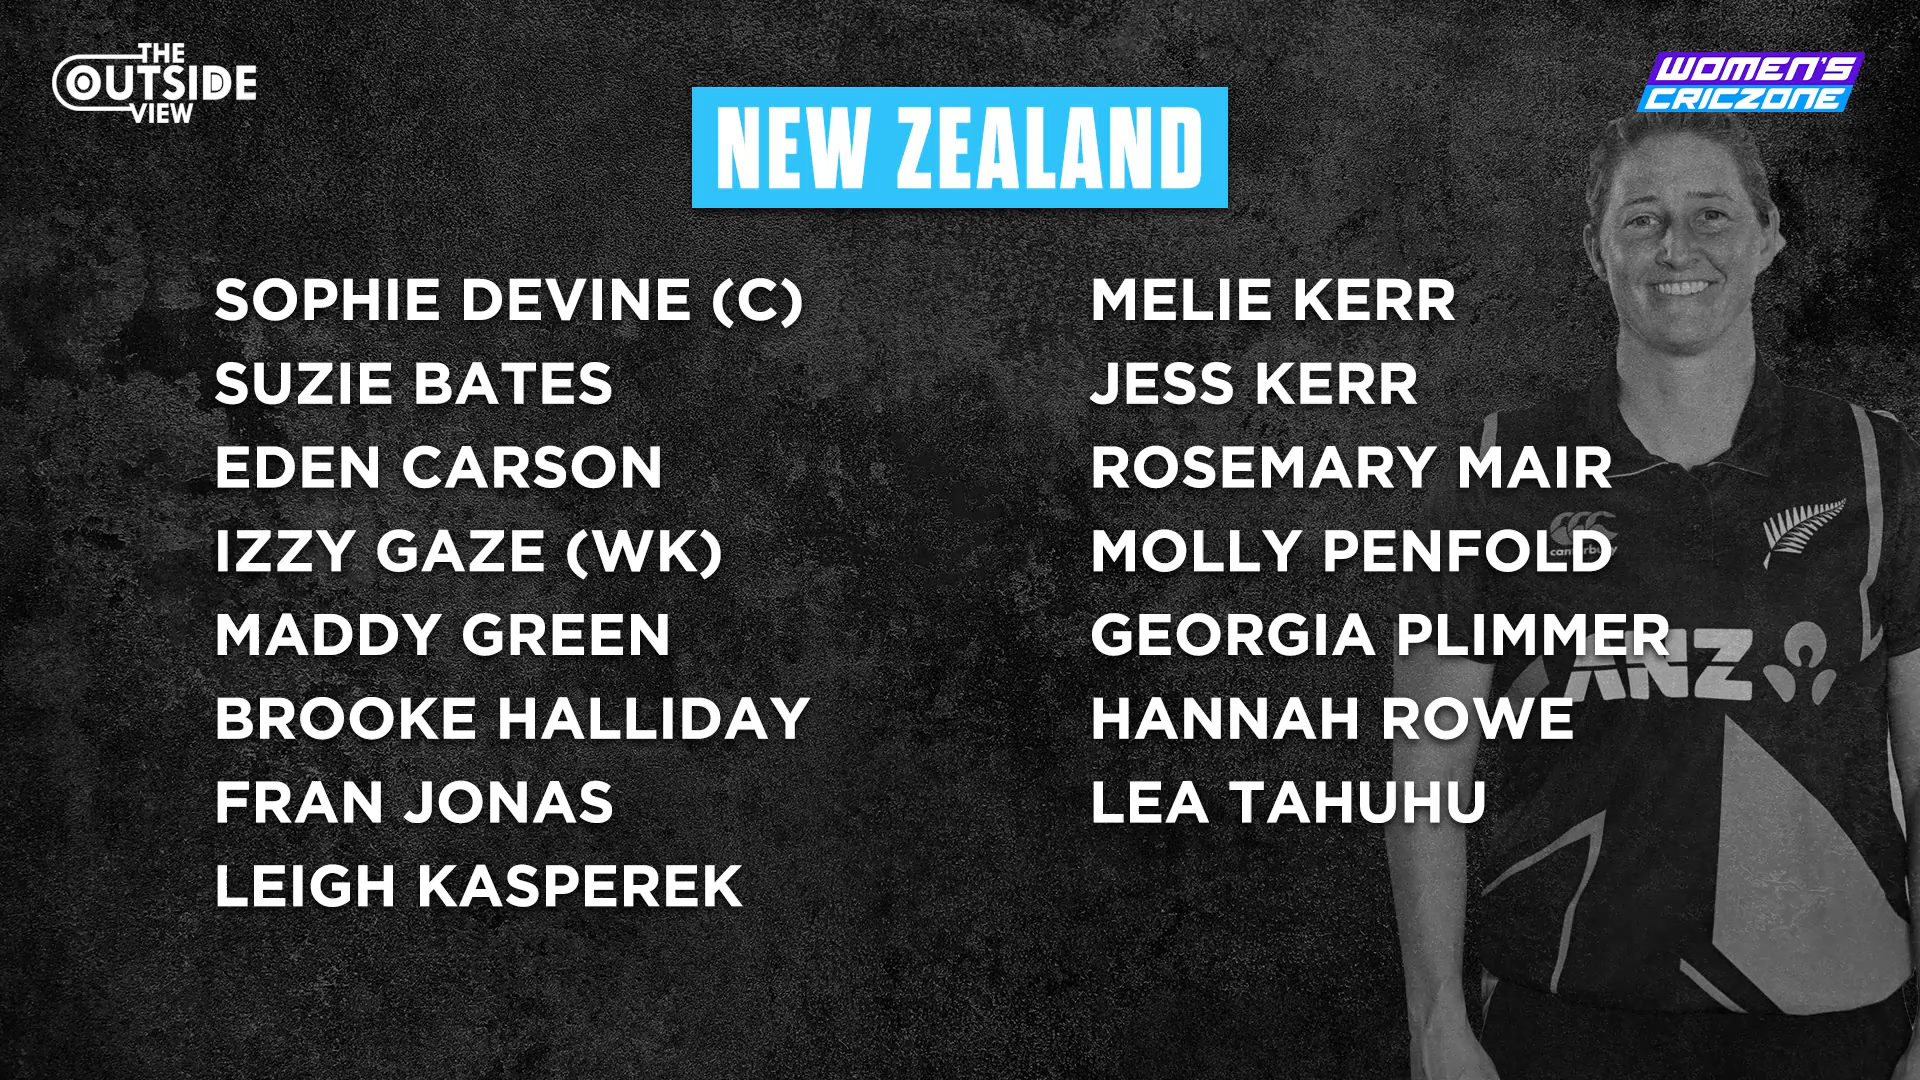 THE
OUTSIDE
VIEW
WOMEN'S
CRICZONE
NEW ZEALAND
SOPHIE DEVINE (C)
SUZIE BATES
EDEN CARSON
IZZY GAZE (WK)
MADDY GREEN
BROOKE HALLIDAY
FRAN JONAS
LEIGH KASPEREK
MELIE KERR
JESS KERR
ROSEMARY MAIR
MOLLY PENFOLD
GEORGIA PLIMMER
HANNAH ROWE
LEA TAHUHU
canterbury
ANZ